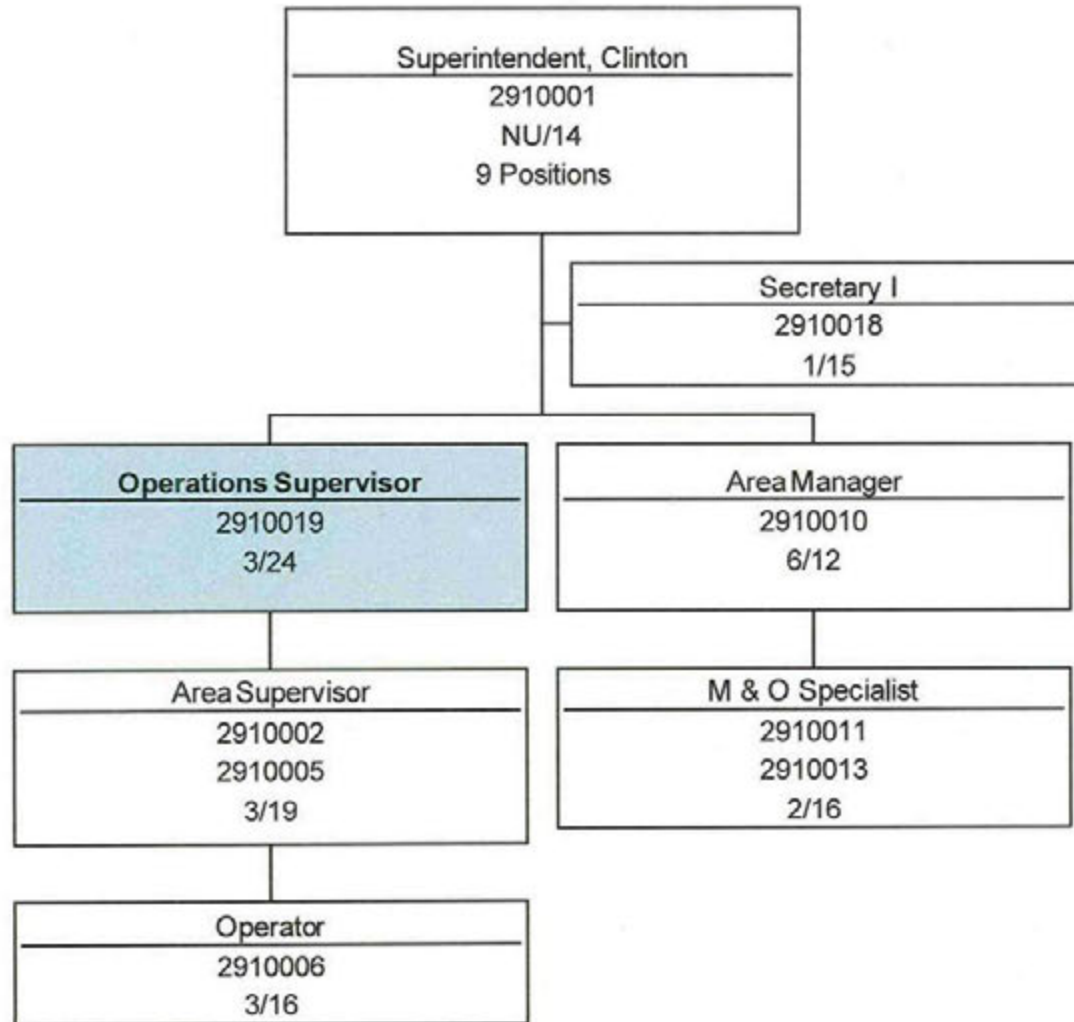 Superintendent, Clinton
2910001
NU/14
9 Positions
Secretary I
2910018
1/15
Operations Supervisor
2910019
3/24
Area Manager
2910010
6/12
Area Supervisor
2910002
2910005
3/19
M & O Specialist
2910011
2910013
2/16
Operator
2910006
3/16